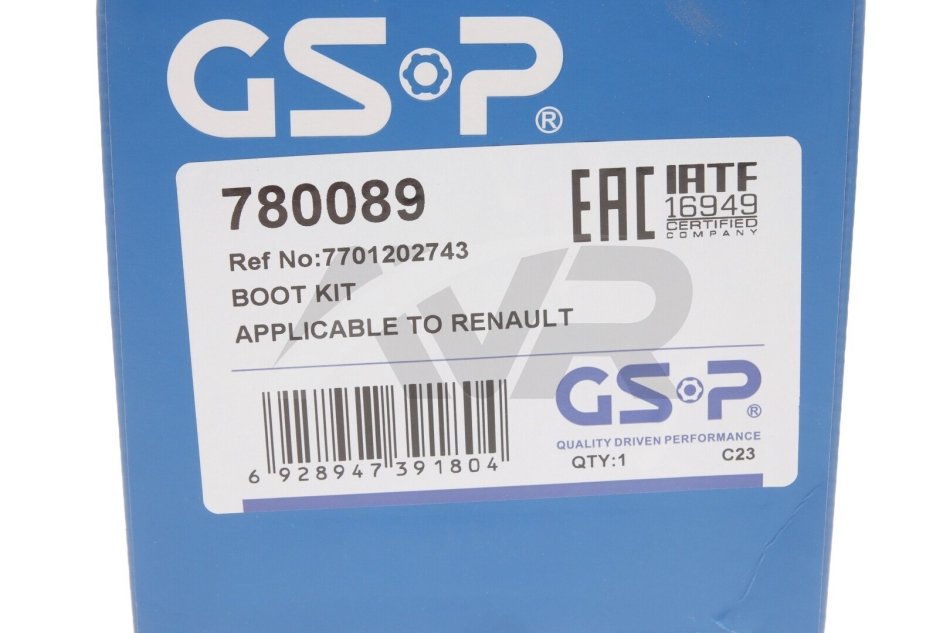 GSP®
780089
EAC
IATF
16949
CERTIFIED
COMPANY
Ref No:7701202743
BOOT KIT
APPLICABLE TO RENAULT
VR
GSP®
QUALITY DRIVEN PERFORMANCE
6 928947 391804
QTY:1
C23